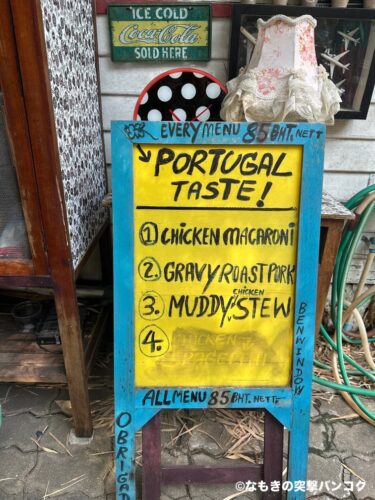 ICE COLD
Coca-Cola
SOLD HERE
EVERY MENU 85 BHT. NETT
PORTUGAL
TASTE!
1 CHICKEN MACARONI
2. GRAVY ROAST PORK
3. MUDDY CHICKEN STEW
4.
CHICKEN
ALL MENU 85 BHT. NETT
BENWINDOW
OBRIGAD
©なもきの突撃バンコク